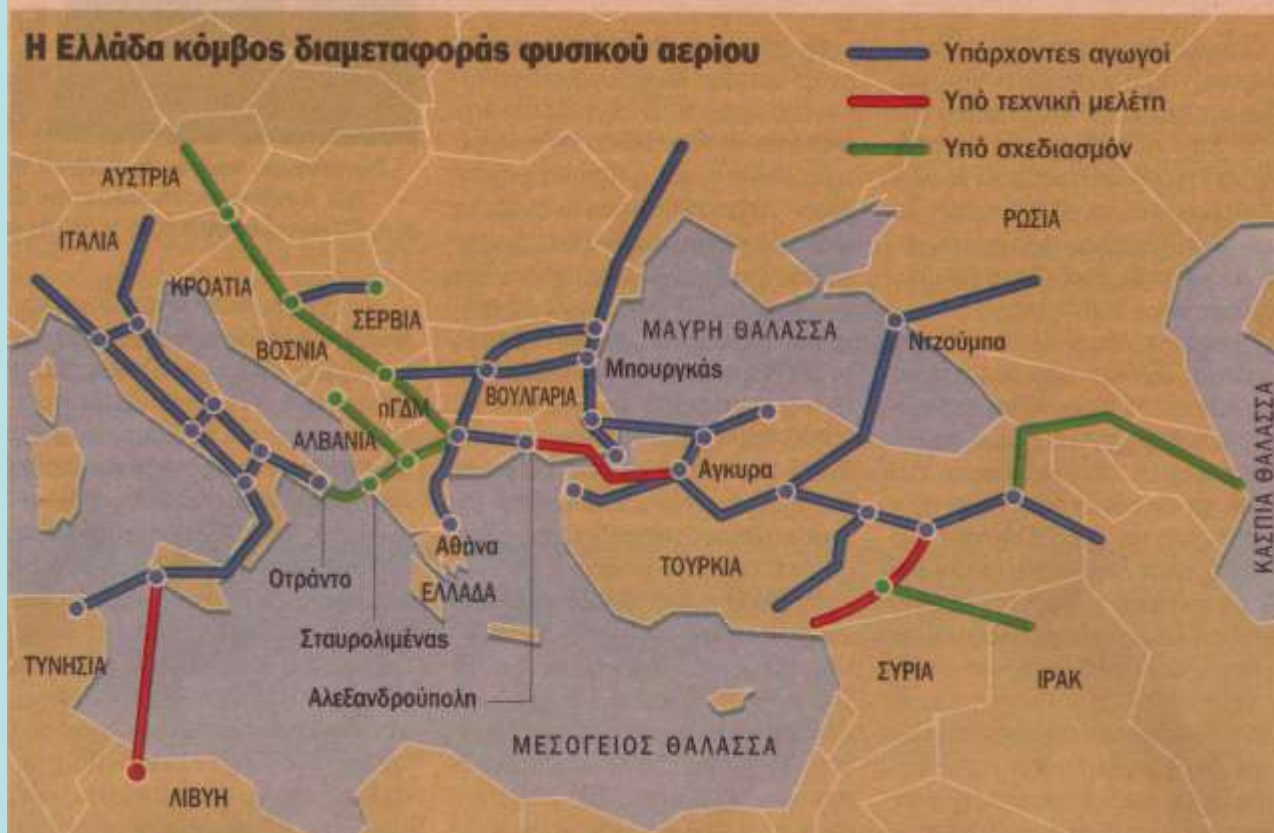 Η Ελλάδα κόμβος διαμεταφοράς φυσικού αερίου
Υπάρχοντες αγωγοί
Υπό τεχνική μελέτη
Υπό σχεδιασμόν
ΑΥΣΤΡΙΑ
ΡΩΣΙΑ
ΙΤΑΛΙΑ
ΚΡΟΑΤΙΑ
ΣΕΡΒΙΑ
ΜΑΥΡΗ ΘΑΛΑΣΣΑ
Ντζούμπα
ΒΟΣΝΙΑ
Μπουργκάς
ΒΟΥΛΓΑΡΙΑ
πΓΔΜ
ΑΛΒΑΝΙΑ
ΚΑΣΠΙΑ ΘΑΛΑΣΣΑ
Αγκυρα
Αθήνα
ΤΟΥΡΚΙΑ
Οτράντο
ΕΛΛΑΔΑ
Σταυρολιμένας
ΤΥΝΗΣΙΑ
ΣΥΡΙΑ
ΙΡΑΚ
Αλεξανδρούπολη
ΜΕΣΟΓΕΙΟΣ ΘΑΛΑΣΣΑ
ΛΙΒΥΗ